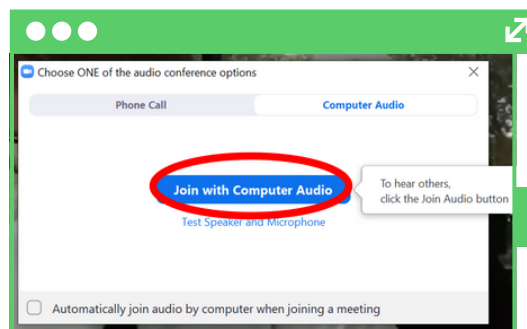 Choose ONE of the audio conference options
Phone Call
Computer Audio
Join with Computer Audio
To hear others,
click the Join Audio button
Test Speaker and Microphone
Automatically join audio by computer when joining a meeting